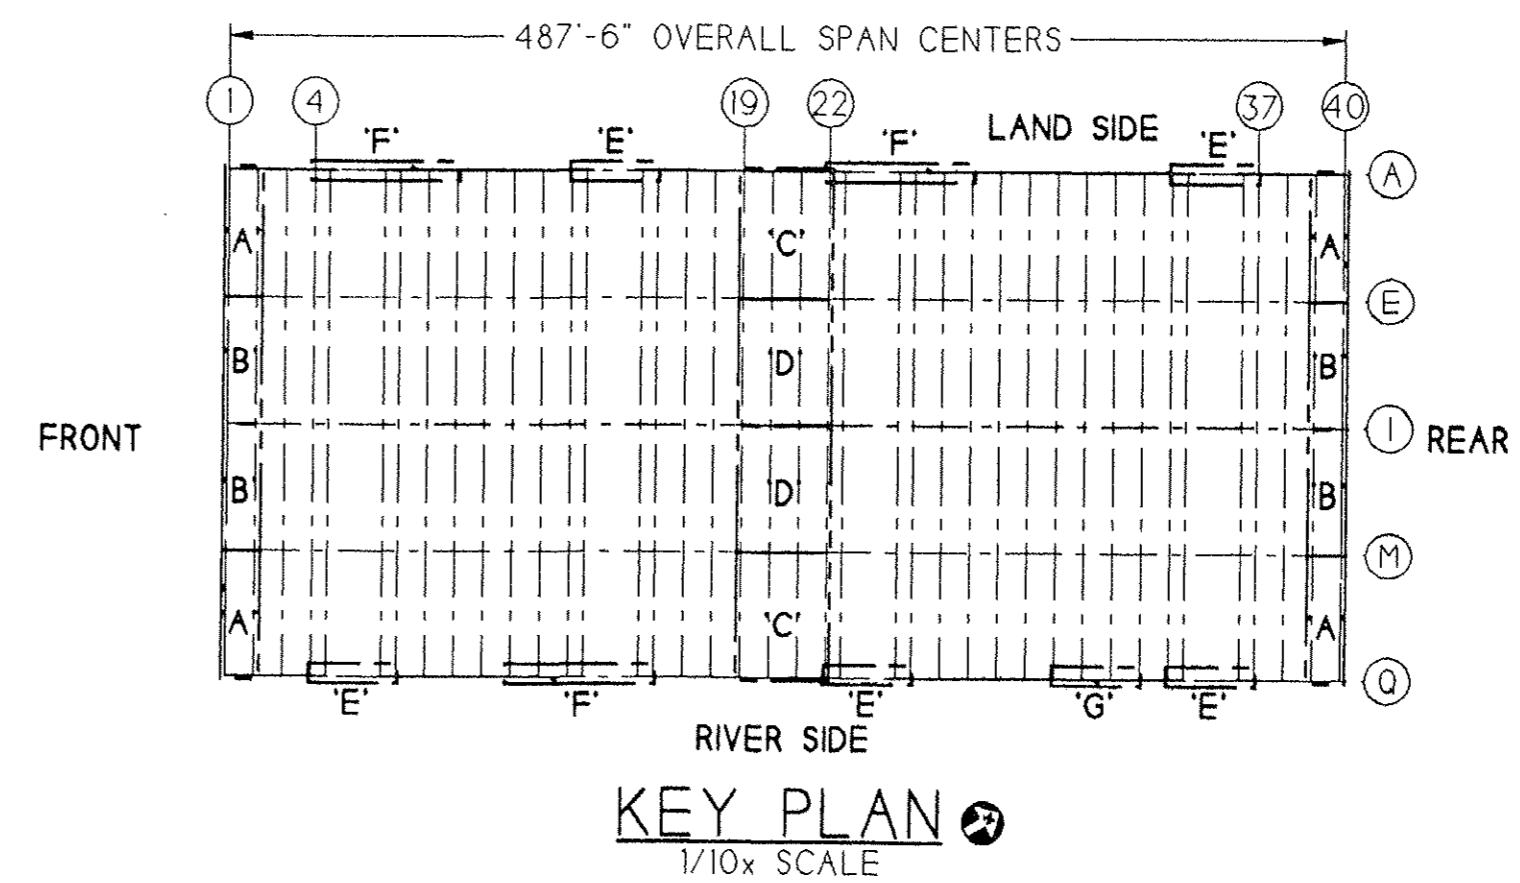 487'-6" OVERALL SPAN CENTERS
1 4 19 22 37 40
LAND SIDE
'F' 'E' 'F' 'E'
A
'A' 'C' 'A'
E
'B' 'D' 'B'
FRONT I REAR
'B' 'D' 'B'
M
'A' 'C' 'A'
Q
'E' 'F' 'E' 'G' 'E'
RIVER SIDE
KEY PLAN
1/10x SCALE